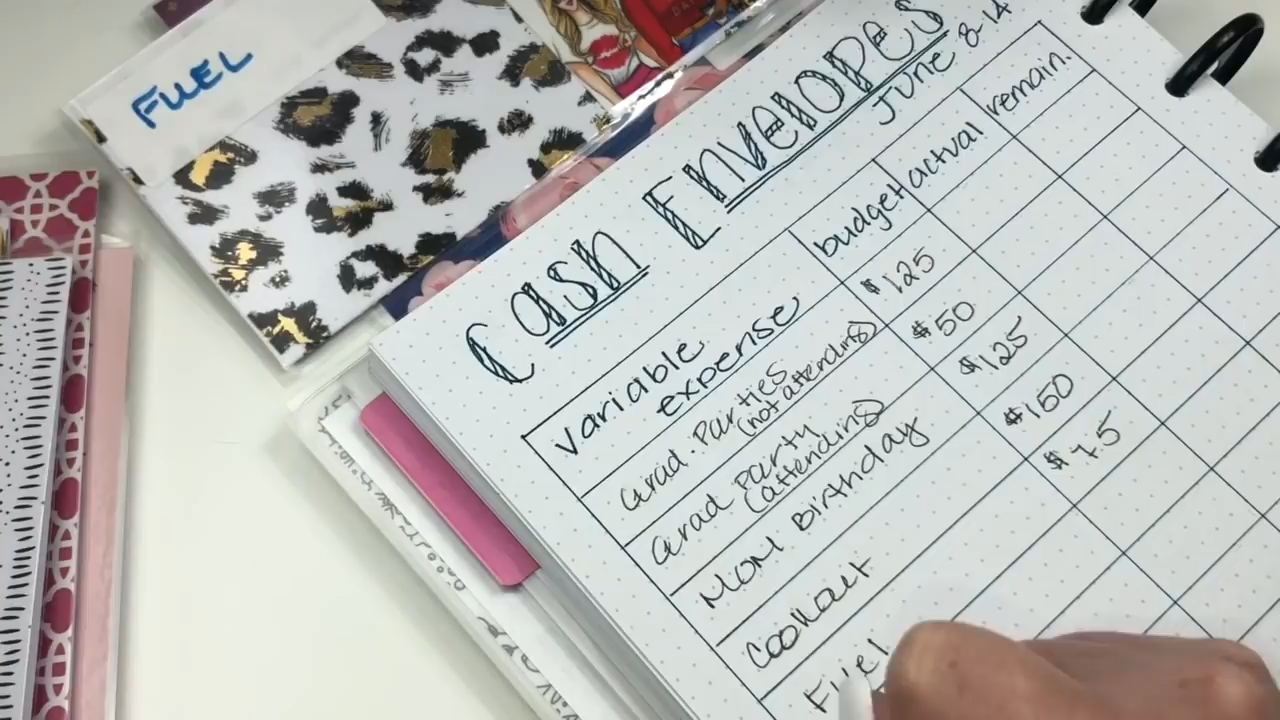 FUEL
Cash Envelopes
June 8-14
variable expense budget actual remain.
Grad. Parties (not attending) $125
Grad Party (attending) $50
Mom Birthday $125
Cookout $150
Fuel $75